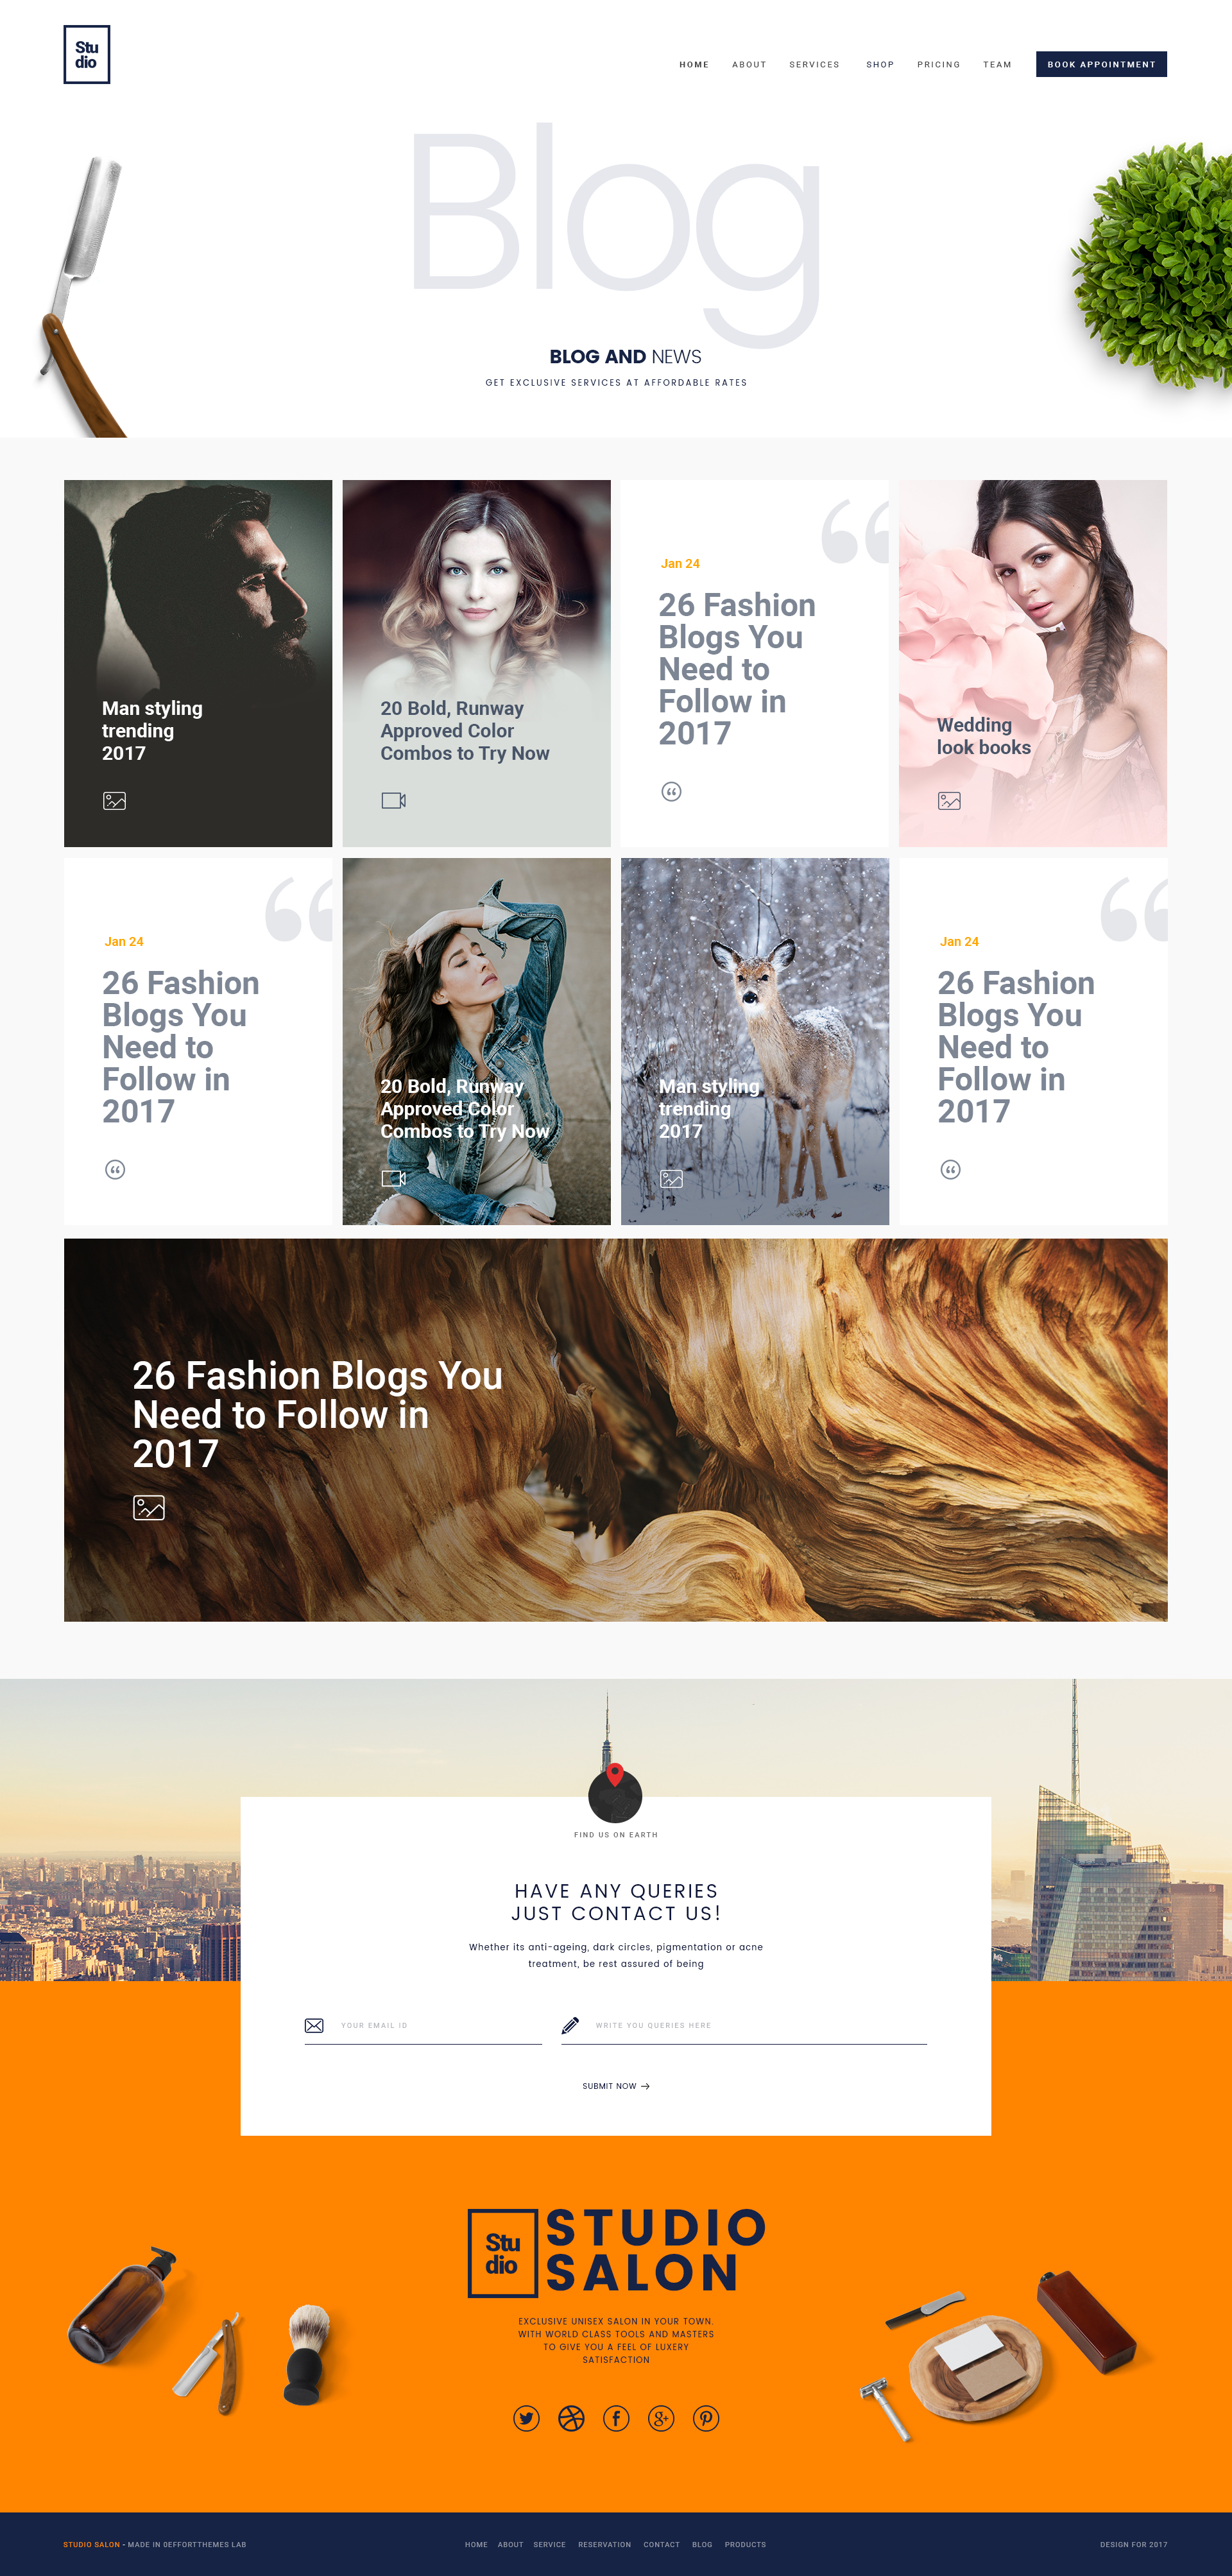 Stu
dio
HOME ABOUT SERVICES SHOP PRICING TEAM BOOK APPOINTMENT
Blog
BLOG AND NEWS
GET EXCLUSIVE SERVICES AT AFFORDABLE RATES
Man styling
trending
2017
20 Bold, Runway
Approved Color
Combos to Try Now
Jan 24
26 Fashion
Blogs You
Need to
Follow in
2017
Wedding
look books
Jan 24
26 Fashion
Blogs You
Need to
Follow in
2017
20 Bold, Runway
Approved Color
Combos to Try Now
Man styling
trending
2017
Jan 24
26 Fashion
Blogs You
Need to
Follow in
2017
26 Fashion Blogs You
Need to Follow in
2017
FIND US ON EARTH
HAVE ANY QUERIES
JUST CONTACT US!
Whether its anti-ageing, dark circles, pigmentation or acne
treatment, be rest assured of being
YOUR EMAIL ID
WRITE YOU QUERIES HERE
SUBMIT NOW
Stu
dio
STUDIO
SALON
EXCLUSIVE UNISEX SALON IN YOUR TOWN.
WITH WORLD CLASS TOOLS AND MASTERS
TO GIVE YOU A FEEL OF LUXERY
SATISFACTION
STUDIO SALON • MADE IN 0EFFORTTHEMES LAB
HOME ABOUT SERVICE RESERVATION CONTACT BLOG PRODUCTS
DESIGN FOR 2017